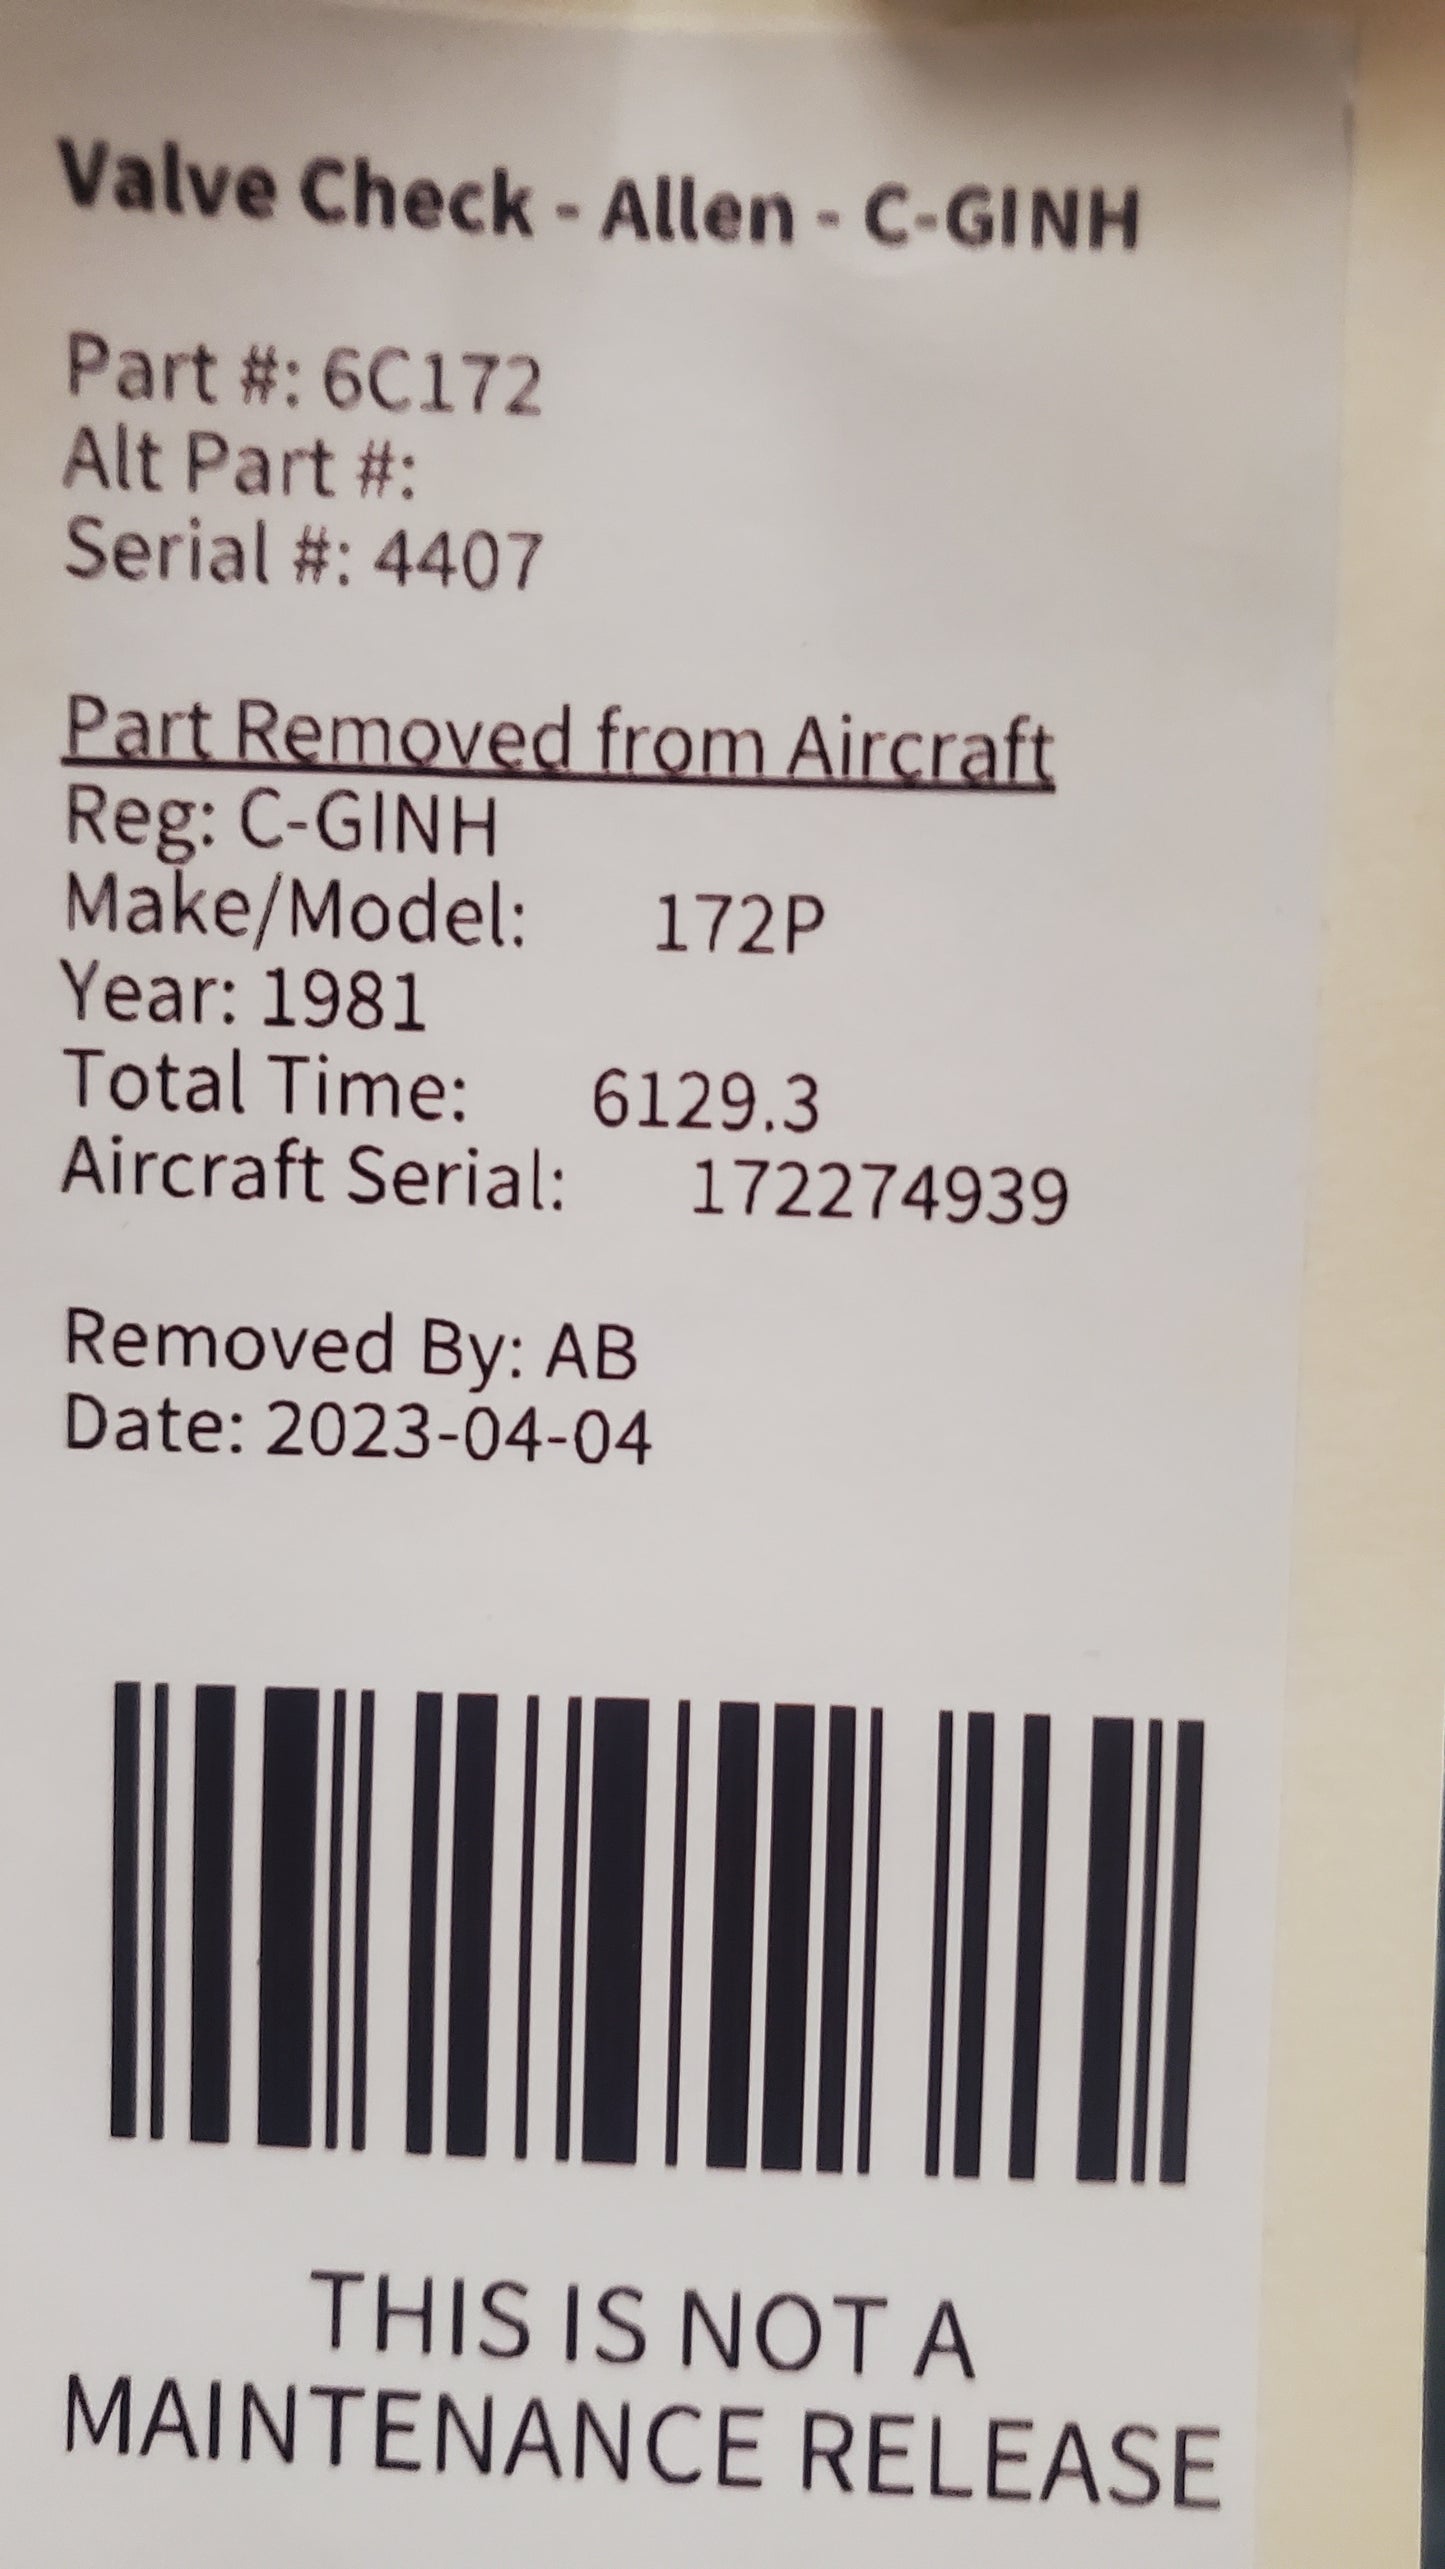 Valve Check - Allen - C-GINH
Part #: 6C172
Alt Part #:
Serial #: 4407
Part Removed from Aircraft
Reg: C-GINH
Make/Model: 172P
Year: 1981
Total Time: 6129.3
Aircraft Serial: 172274939
Removed By: AB
Date: 2023-04-04
THIS IS NOT A
MAINTENANCE RELEASE